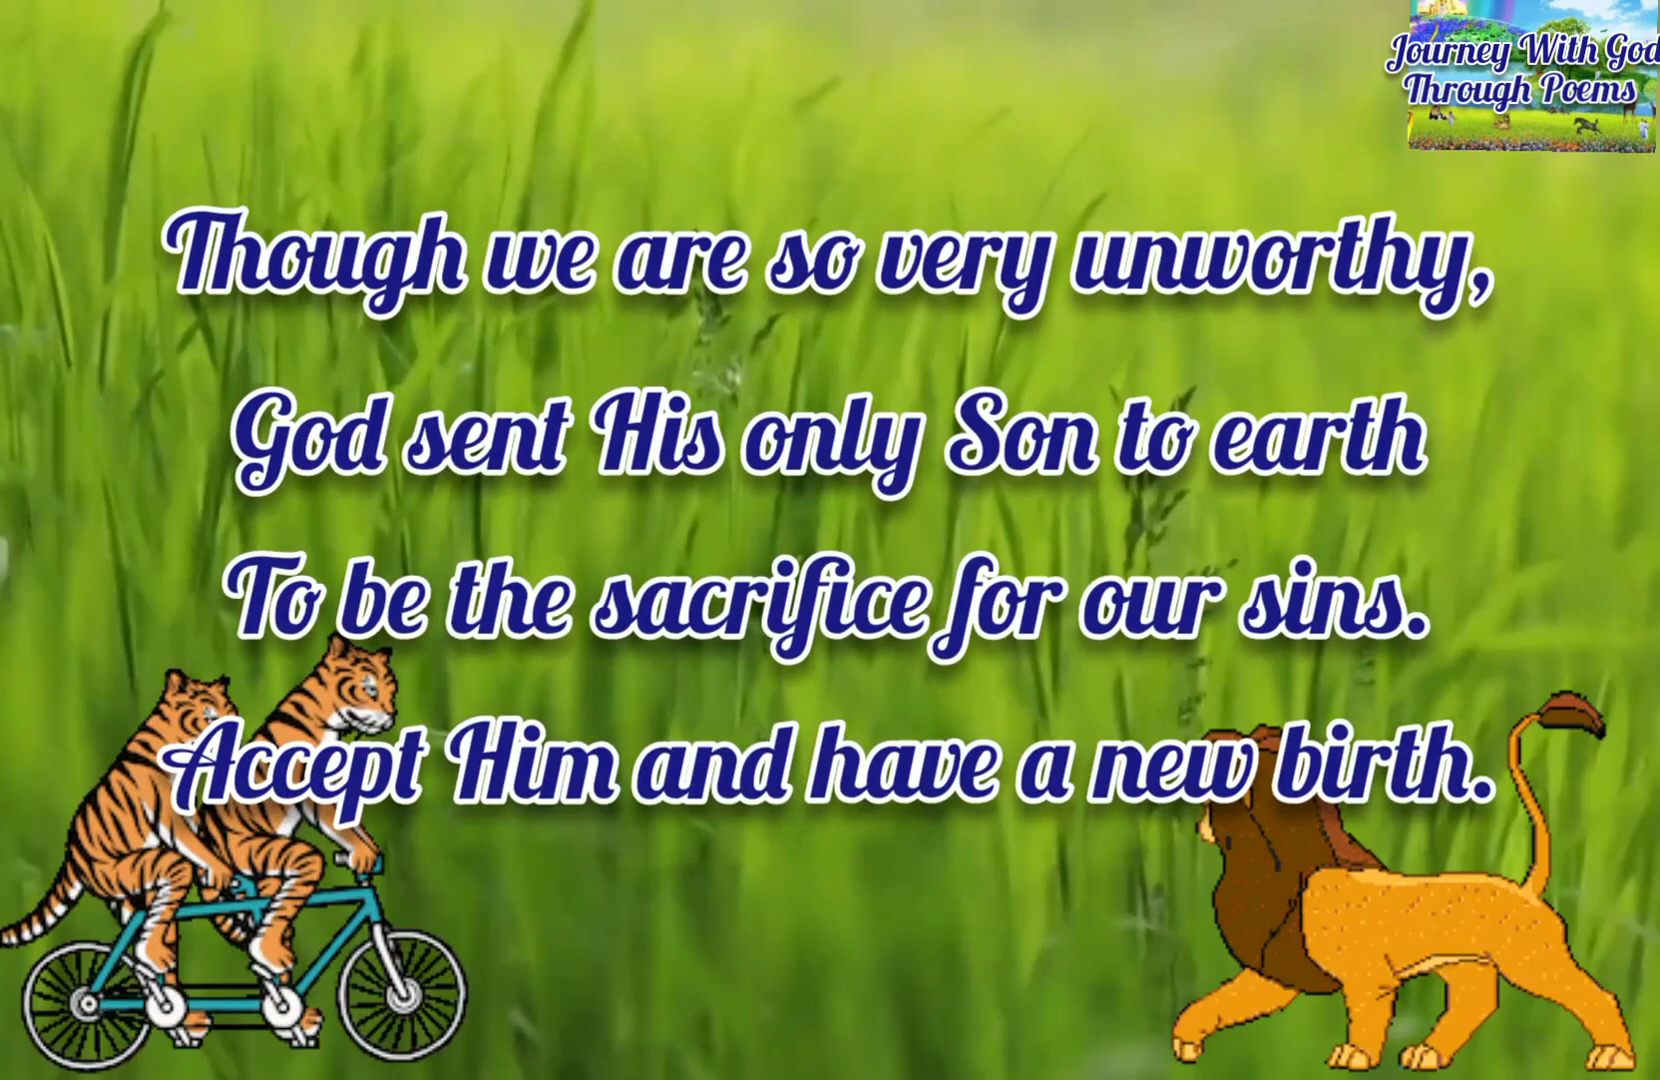 Journey With God
Through Poems
Though we are so very unworthy,
God sent His only Son to earth
To be the sacrifice for our sins.
Accept Him and have a new birth.